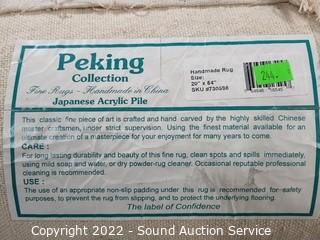 Peking
Collection
Fine Rugs - Handmade in China
Japanese Acrylic Pile
Handmade Rug
Size:
20" x 64"
SKU #730598
244.
This classic fine piece of art is crafted and hand carved by the highly skilled Chinese
master craftsmen, under strict supervision. Using the finest material available for an
ultimate creation of a masterpiece for your enjoyment for many years to come.
CARE :
For long lasting durability and beauty of this fine rug, clean spots and spills immediately,
using mild soap and water, or dry powder-rug cleaner. Occasional reputable professional
cleaning is recommended.
USE :
The use of an appropriate non-slip padding under this rug is recommended for safety
purposes, to prevent the rug from slipping, and to protect the underlying flooring.
The label of Confidence
Copyright 2022 - Sound Auction Service